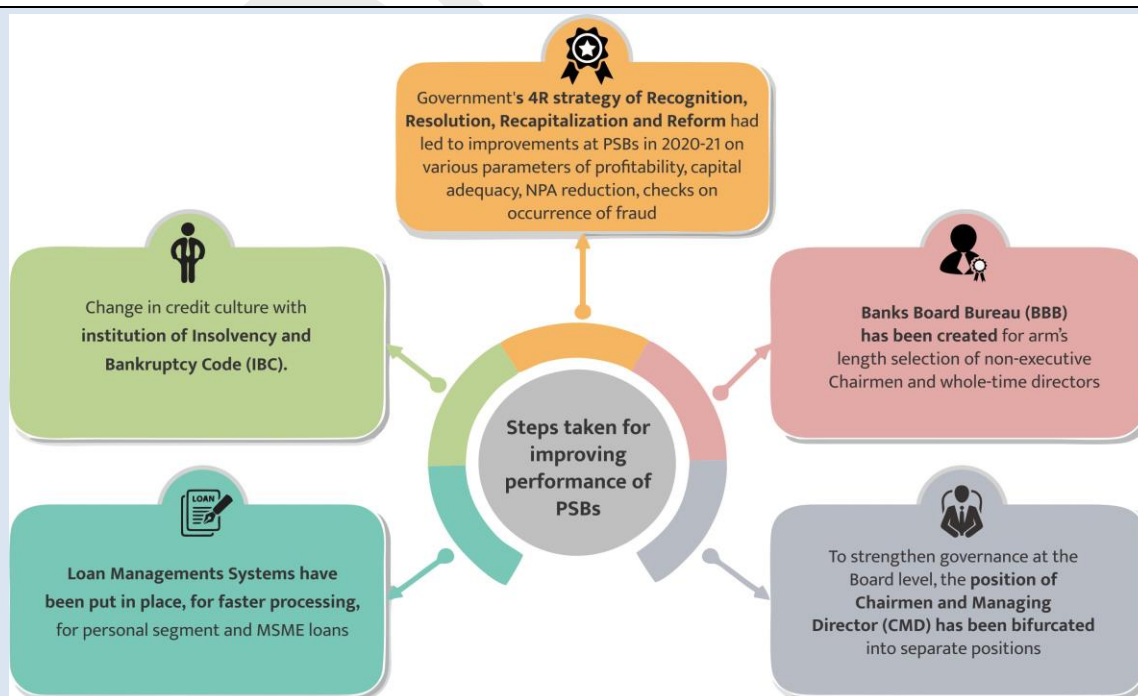 Government's 4R strategy of Recognition,
Resolution, Recapitalization and Reform had
led to improvements at PSBs in 2020-21 on
various parameters of profitability, capital
adequacy, NPA reduction, checks on
occurrence of fraud
Change in credit culture with
institution of Insolvency and
Bankruptcy Code (IBC).
Banks Board Bureau (BBB)
has been created for arm's
length selection of non-executive
Chairmen and whole-time directors
Steps taken for
improving
performance of
PSBs
LOAN
Loan Managements Systems have
been put in place, for faster processing,
for personal segment and MSME loans
To strengthen governance at the
Board level, the position of
Chairmen and Managing
Director (CMD) has been bifurcated
into separate positions